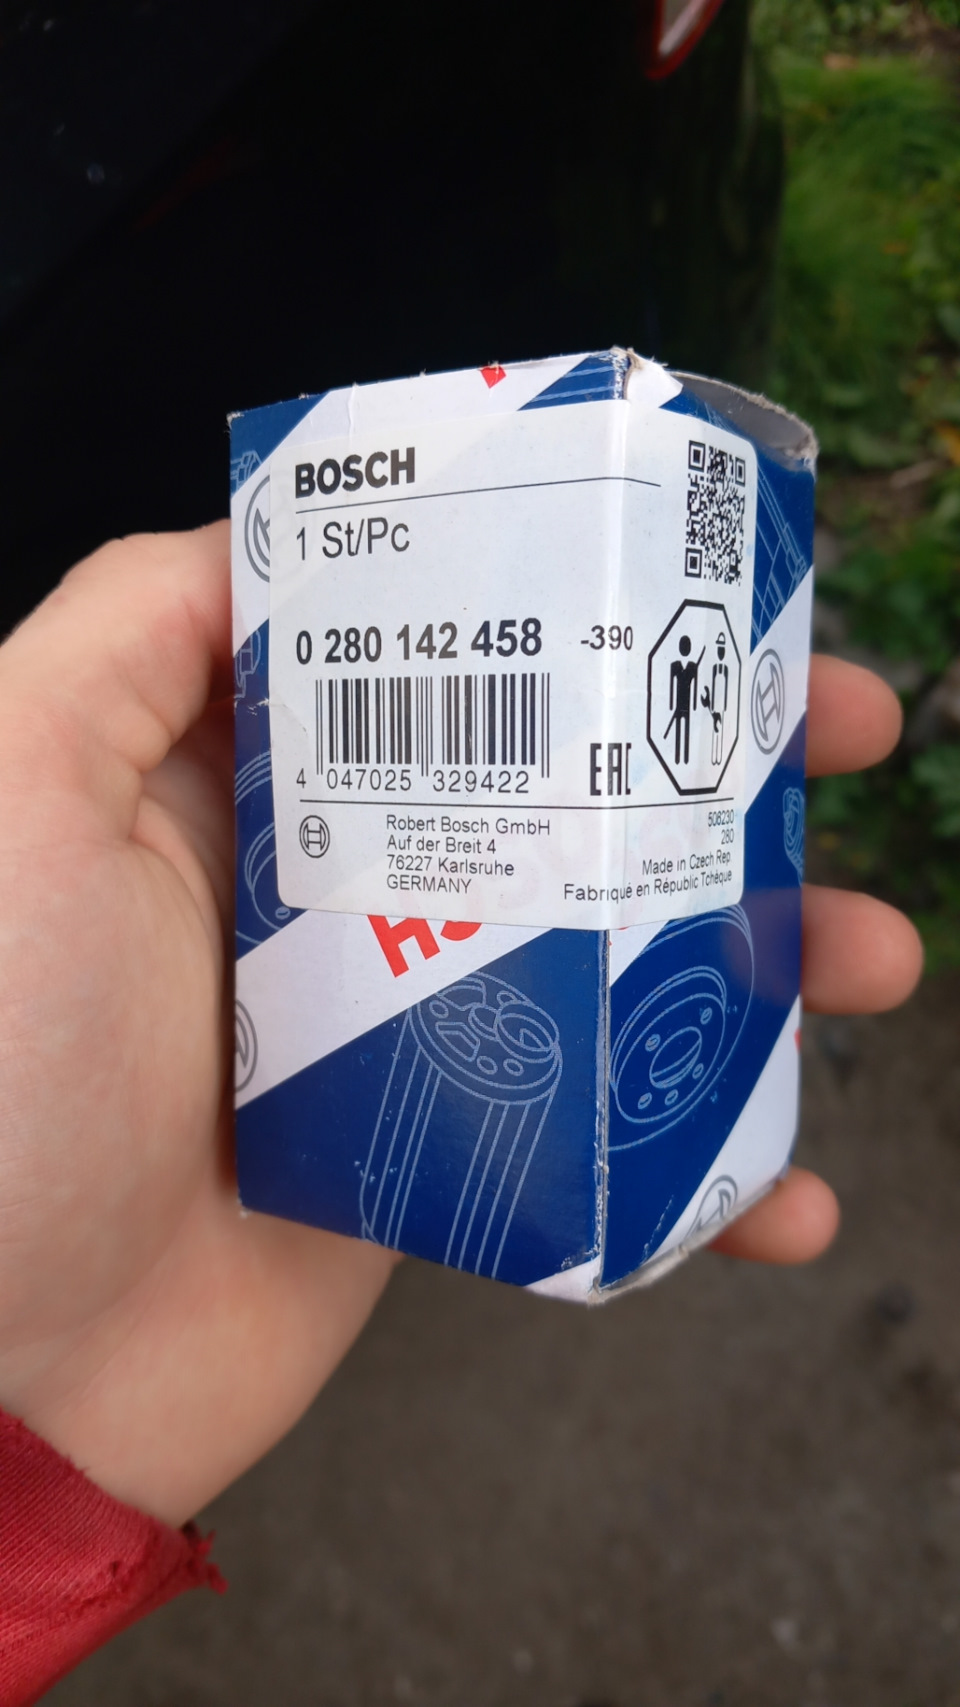 BOSCH
1 St/Pc
0 280 142 458 -390
4 047025 329422
EAC
Robert Bosch GmbH
Auf der Breit 4
76227 Karlsruhe
GERMANY
508230
280
Made in Czech Rep
Fabriqué en Républic Tchèque